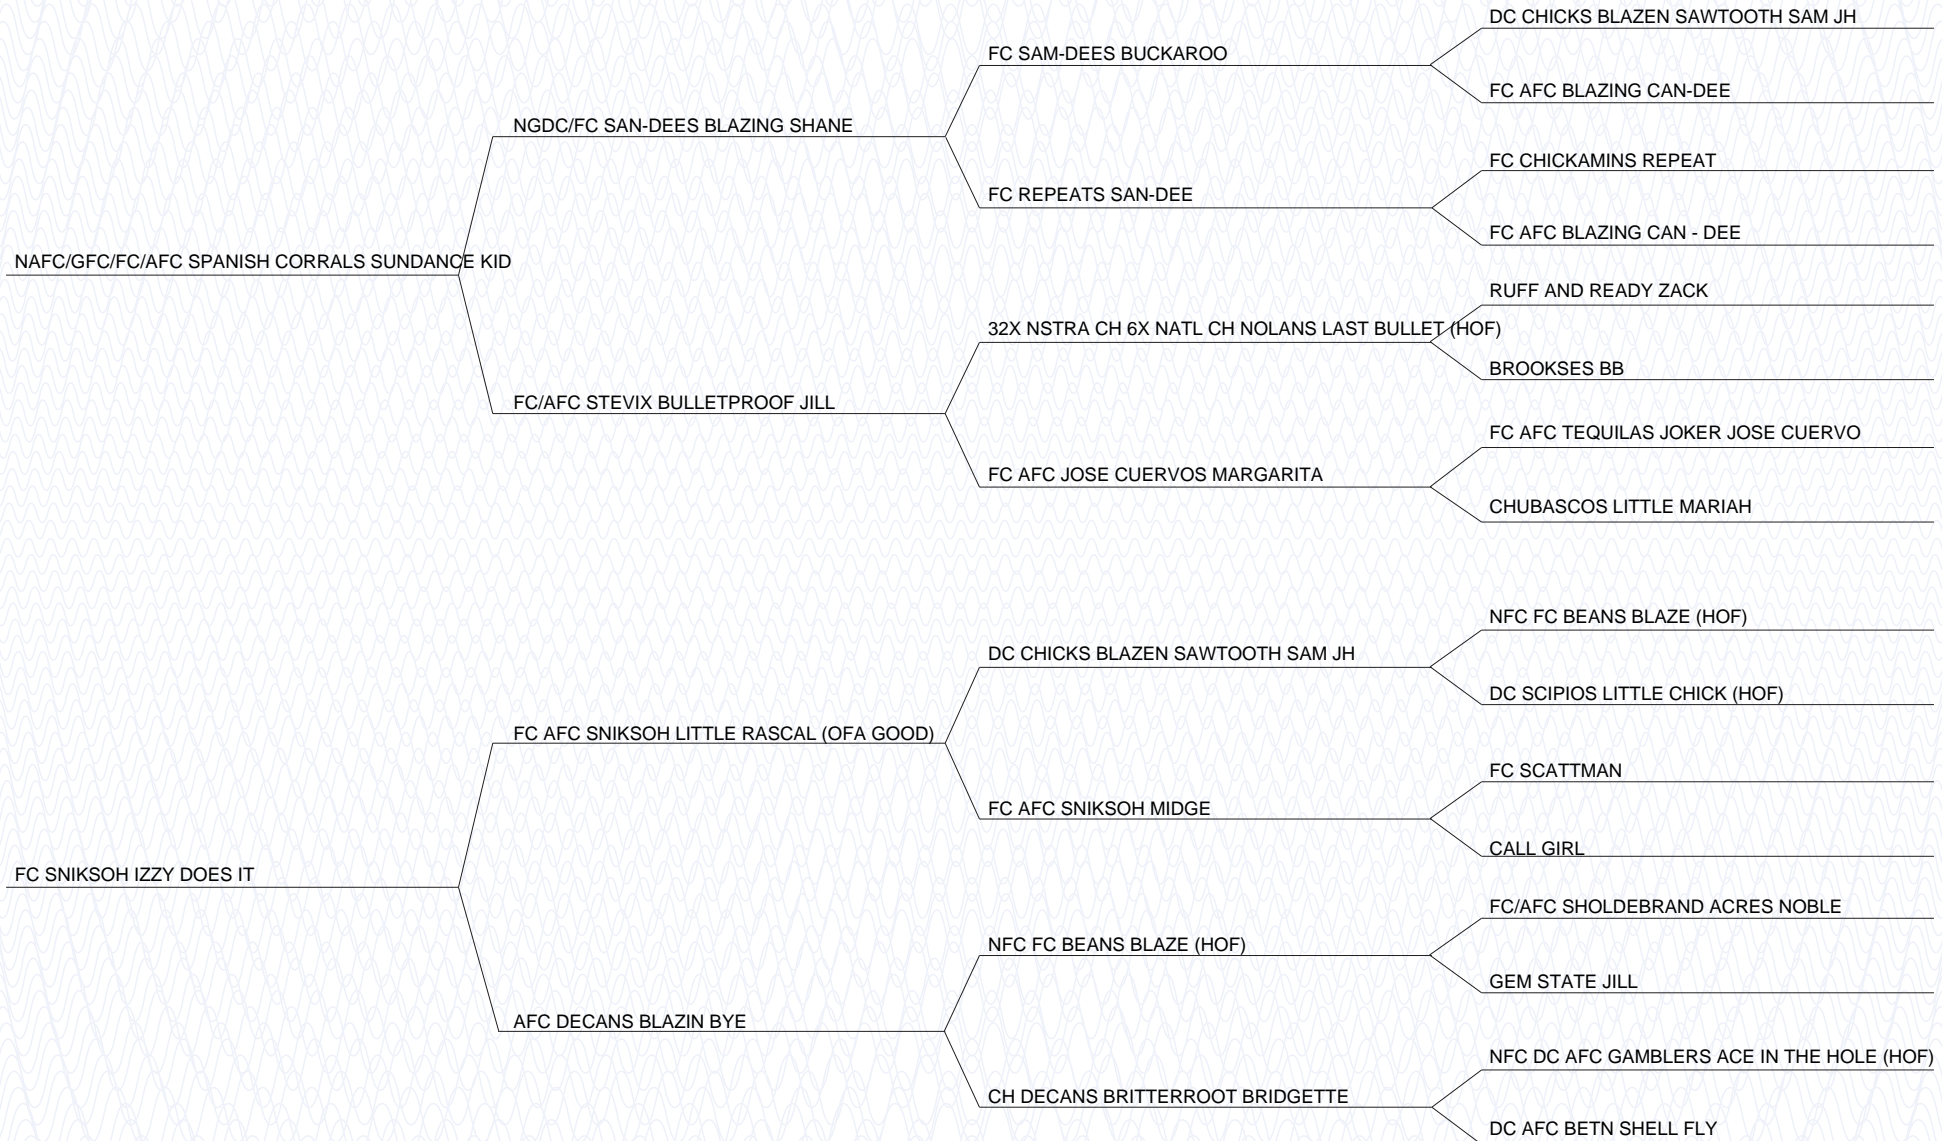 DC CHICKS BLAZEN SAWTOOTH SAM JH
FC SAM-DEES BUCKAROO
FC AFC BLAZING CAN-DEE
NGDC/FC SAN-DEES BLAZING SHANE
FC CHICKAMINS REPEAT
FC REPEATS SAN-DEE
FC AFC BLAZING CAN - DEE
NAFC/GFC/FC/AFC SPANISH CORRALS SUNDANCE KID
RUFF AND READY ZACK
32X NSTRA CH 6X NATL CH NOLANS LAST BULLET (HOF)
BROOKSES BB
FC/AFC STEVIX BULLETPROOF JILL
FC AFC TEQUILAS JOKER JOSE CUERVO
FC AFC JOSE CUERVOS MARGARITA
CHUBASCOS LITTLE MARIAH
NFC FC BEANS BLAZE (HOF)
DC CHICKS BLAZEN SAWTOOTH SAM JH
DC SCIPIOS LITTLE CHICK (HOF)
FC AFC SNIKSOH LITTLE RASCAL (OFA GOOD)
FC SCATTMAN
FC AFC SNIKSOH MIDGE
CALL GIRL
FC SNIKSOH IZZY DOES IT
FC/AFC SHOLDEBRAND ACRES NOBLE
NFC FC BEANS BLAZE (HOF)
GEM STATE JILL
AFC DECANS BLAZIN BYE
NFC DC AFC GAMBLERS ACE IN THE HOLE (HOF)
CH DECANS BRITTERROOT BRIDGETTE
DC AFC BETN SHELL FLY